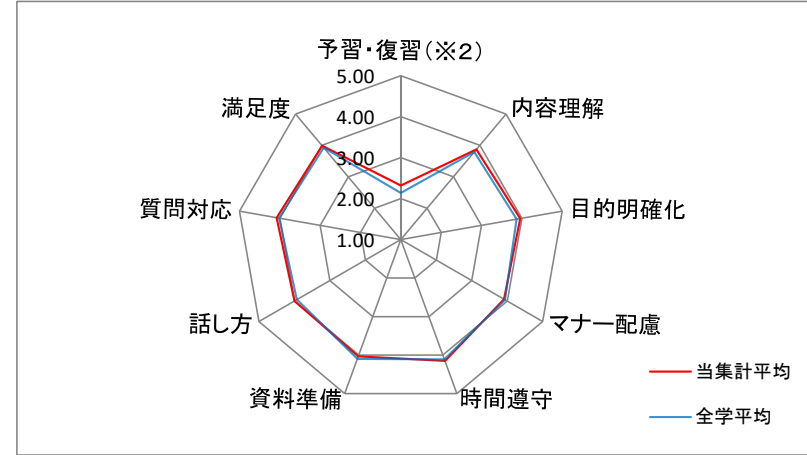 予習・復習（※２）
5.00
4.00
3.00
2.00
1.00
内容理解
目的明確化
マナー配慮
時間遵守
資料準備
話し方
質問対応
満足度
当集計平均
全学平均